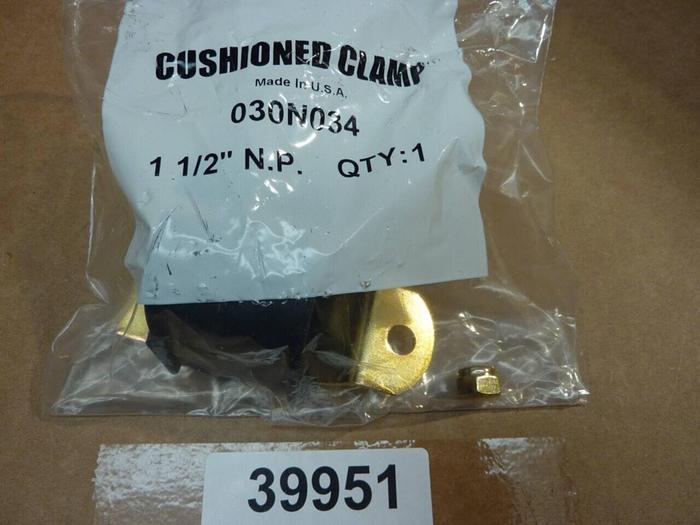 CUSHIONED CLAMP
Made In U.S.A.
030N034
1 1/2" N.P. QTY:1
39951